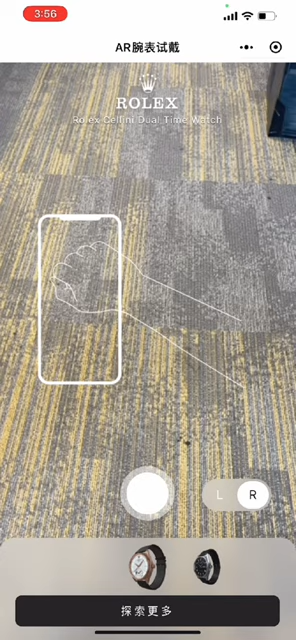 3:56
AR腕表试戴
ROLEX
Rolex Cellini Dual Time Watch
L R
探索更多